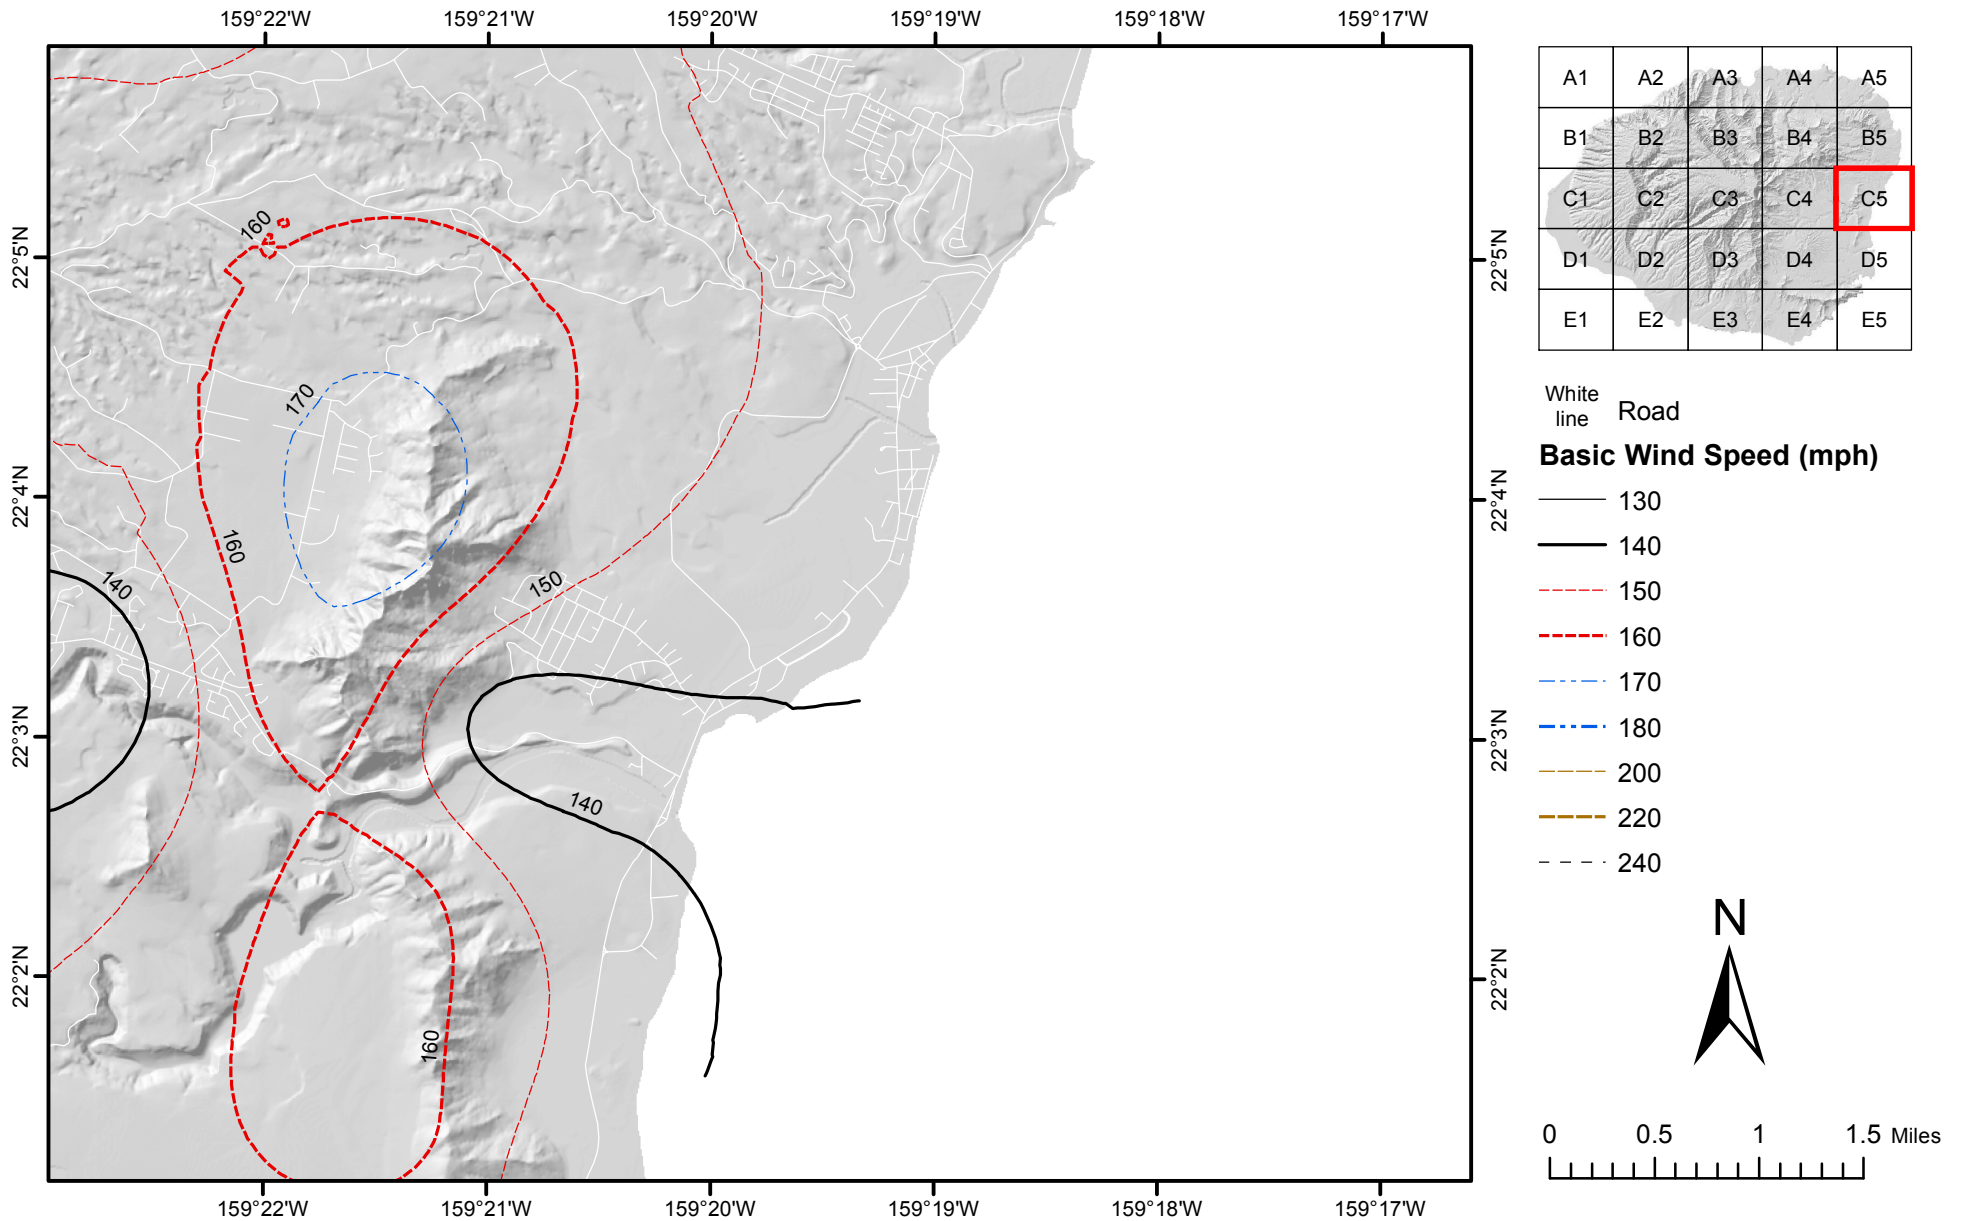 159°22'W 159°21'W 159°20'W 159°19'W 159°18'W 159°17'W
22°5'N
22°4'N
22°3'N
22°2'N
160
170
160
140
150
140
160
22°5'N
22°4'N
22°3'N
22°2'N
159°22'W 159°21'W 159°20'W 159°19'W 159°18'W 159°17'W
A1 A2 A3 A4 A5
B1 B2 B3 B4 B5
C1 C2 C3 C4 C5
D1 D2 D3 D4 D5
E1 E2 E3 E4 E5
White
line Road
Basic Wind Speed (mph)
130
140
150
160
170
180
200
220
240
N
0 0.5 1 1.5 Miles